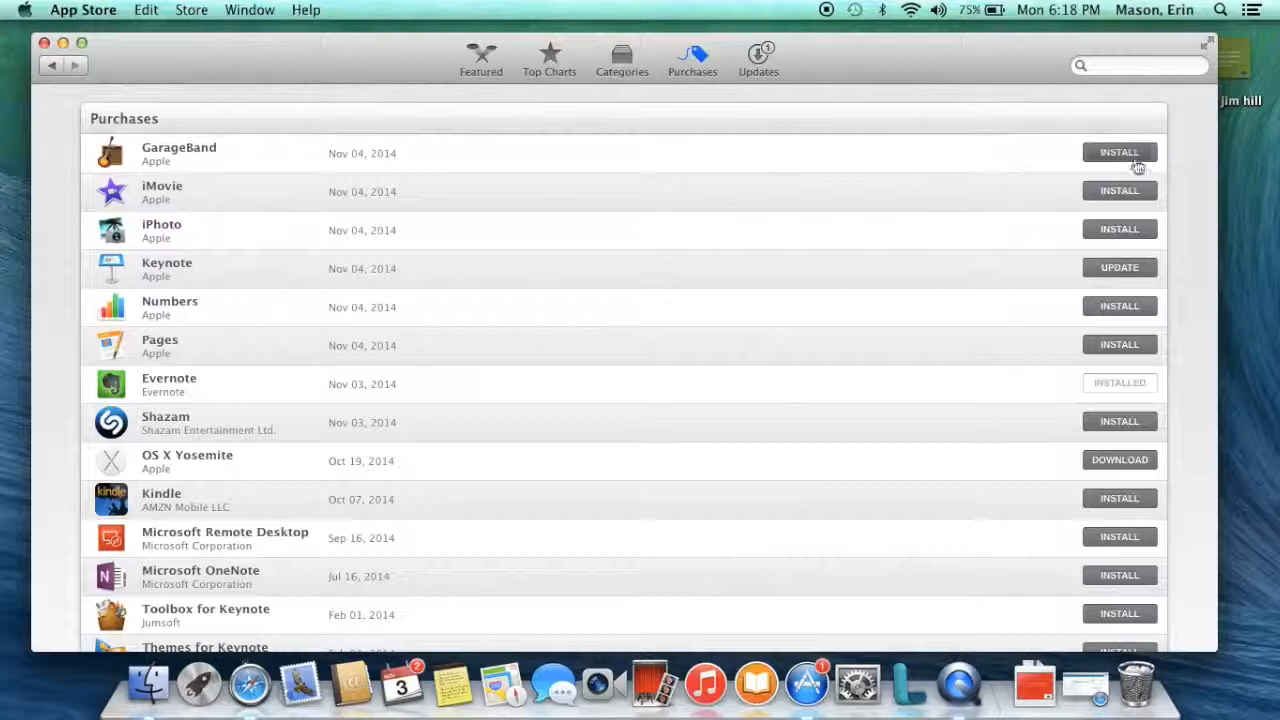 App Store Edit Store Window Help 75% Mon 6:18 PM Mason, Erin
Featured Top Charts Categories Purchases 1 Updates
jim hill
Purchases
GarageBand Nov 04, 2014 INSTALL
Apple
iMovie Nov 04, 2014 INSTALL
Apple
iPhoto Nov 04, 2014 INSTALL
Apple
Keynote Nov 04, 2014 UPDATE
Apple
Numbers Nov 04, 2014 INSTALL
Apple
Pages Nov 04, 2014 INSTALL
Apple
Evernote Nov 03, 2014 INSTALLED
Evernote
Shazam Nov 03, 2014 INSTALL
Shazam Entertainment Ltd.
OS X Yosemite Oct 19, 2014 DOWNLOAD
Apple
kindle Kindle Oct 07, 2014 INSTALL
AMZN Mobile LLC
Microsoft Remote Desktop Sep 16, 2014 INSTALL
Microsoft Corporation
N Microsoft OneNote Jul 16, 2014 INSTALL
Microsoft Corporation
Toolbox for Keynote Feb 01, 2014 INSTALL
Jumsoft
Themes for Keynote
NOV 3 2 1